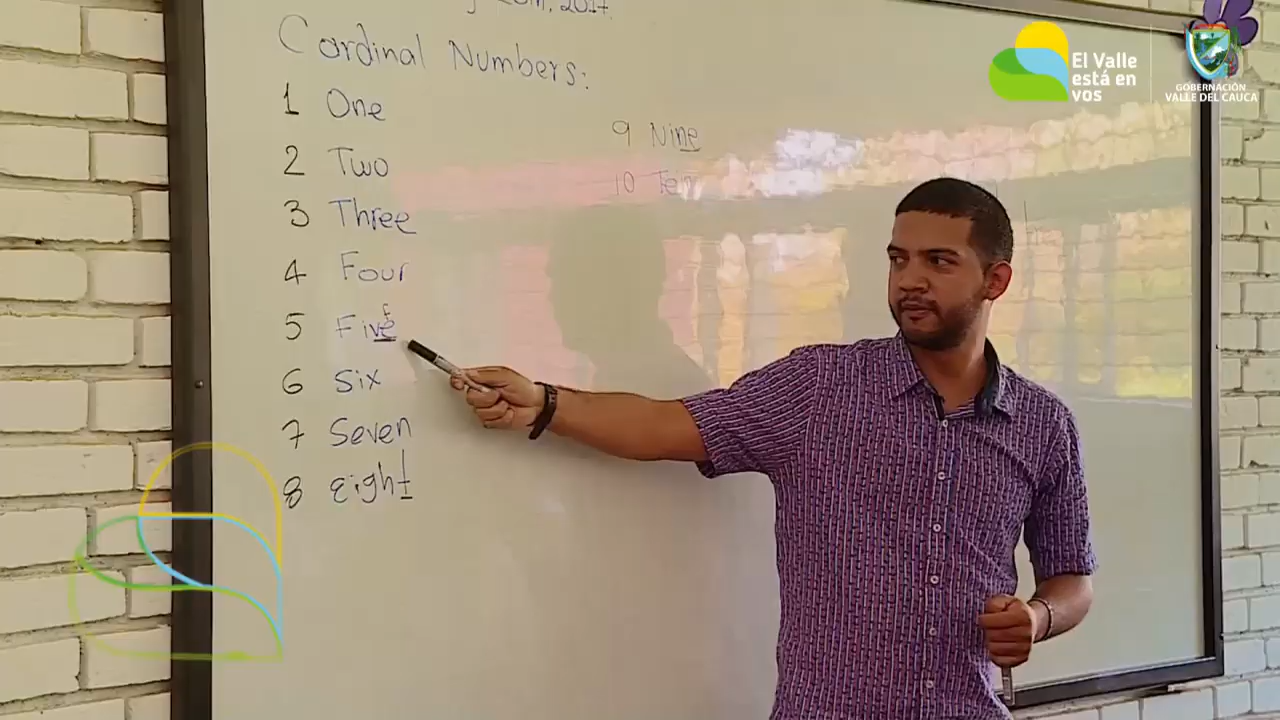 2017.
Cardinal Numbers:
1 One
2 Two
3 Three
4 Four
5 Five
f
6 Six
7 Seven
8 eight
9 Nine
10 Ten
El Valle
está en
vos
GOBERNACIÓN
VALLE DEL CAUCA